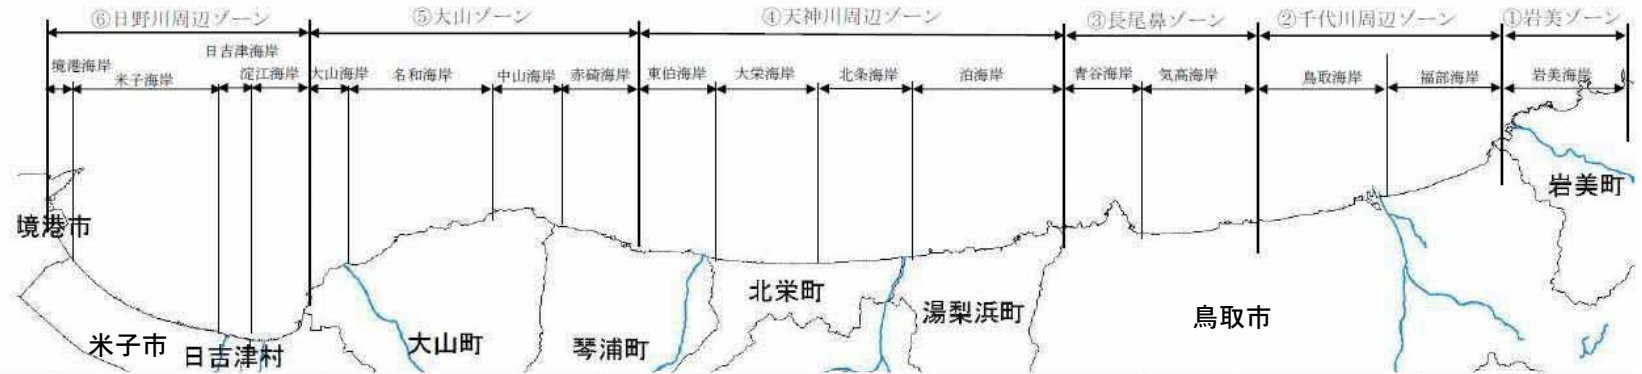 ⑥日野川周辺ゾーン
⑤大山ゾーン
④天神川周辺ゾーン
③長尾鼻ゾーン
②千代川周辺ゾーン
①岩美ゾーン
境港海岸
米子海岸
日吉津海岸
淀江海岸
大山海岸
名和海岸
中山海岸
赤碕海岸
東伯海岸
大栄海岸
北条海岸
泊海岸
青谷海岸
気高海岸
鳥取海岸
福部海岸
岩美海岸
境港市
米子市
日吉津村
大山町
琴浦町
北栄町
湯梨浜町
鳥取市
岩美町